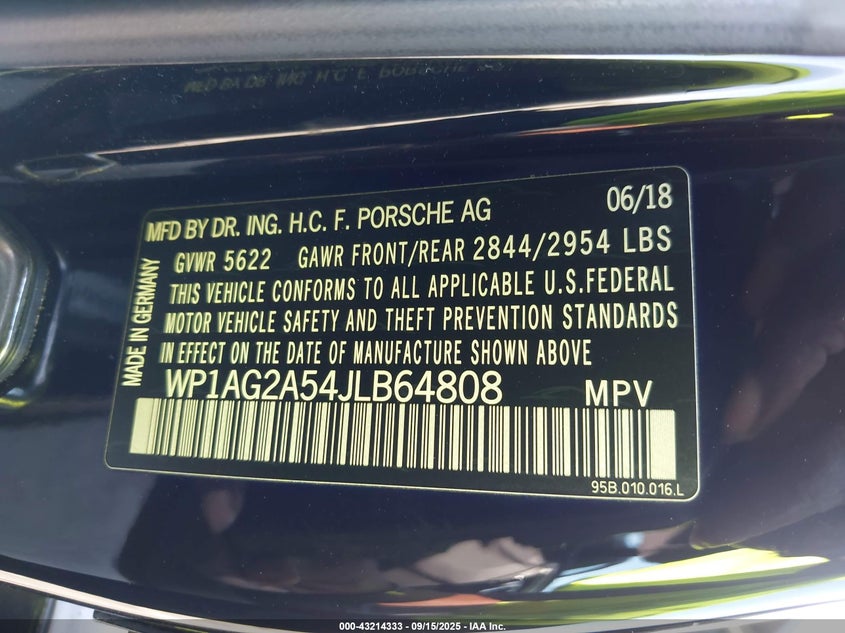 MFD BY DR. ING. H.C. F. PORSCHE AG 06/18
GVWR 5622 GAWR FRONT/REAR 2844/2954 LBS
THIS VEHICLE CONFORMS TO ALL APPLICABLE U.S.FEDERAL
MOTOR VEHICLE SAFETY AND THEFT PREVENTION STANDARDS
IN EFFECT ON THE DATE OF MANUFACTURE SHOWN ABOVE
MADE IN GERMANY
WP1AG2A54JLB64808 MPV
95B.010.016.L
000-43214333 - 09/15/2025 - IAA Inc.